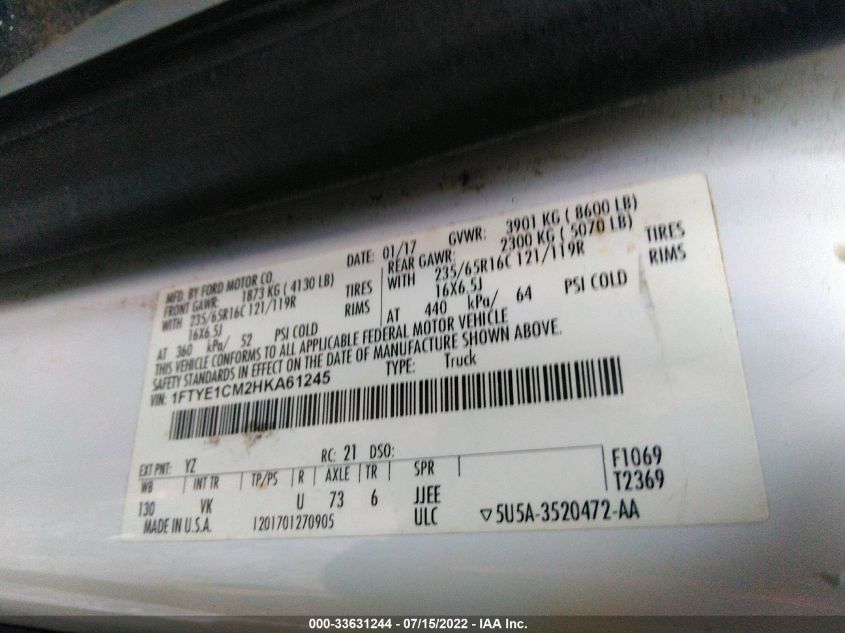 MFD. BY FORD MOTOR CO. DATE: 01/17 GVWR: 3901 KG ( 8600 LB)
FRONT GAWR: 1873 KG ( 4130 LB) REAR GAWR: 2300 KG ( 5070 LB)
WITH 235/65R16C 121/119R TIRES WITH 235/65R16C 121/119R TIRES
16X6.5J RIMS 16X6.5J RIMS
AT 360 kPa/ 52 PSI COLD AT 440 kPa/ 64 PSI COLD
THIS VEHICLE CONFORMS TO ALL APPLICABLE FEDERAL MOTOR VEHICLE
SAFETY STANDARDS IN EFFECT ON THE DATE OF MANUFACTURE SHOWN ABOVE.
VIN: 1FTYE1CM2HKA61245 TYPE: Truck
EXT PNT: YZ RC: 21 DSO:
WB INT TR TP/PS R AXLE TR SPR F1069
130 VK U 73 6 JJEE T2369
MADE IN U.S.A. 1201701270905 ULC ▽5U5A-3520472-AA
000-33631244 - 07/15/2022 - IAA Inc.